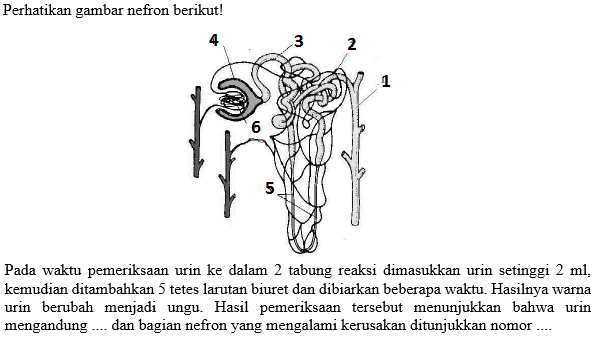 Perhatikan gambar nefron berikut!
4
3
2
1
6
5
Pada waktu pemeriksaan urin ke dalam 2 tabung reaksi dimasukkan urin setinggi 2 ml,
kemudian ditambahkan 5 tetes larutan biuret dan dibiarkan beberapa waktu. Hasilnya warna
urin berubah menjadi ungu. Hasil pemeriksaan tersebut menunjukkan bahwa urin
mengandung .... dan bagian nefron yang mengalami kerusakan ditunjukkan nomor ....